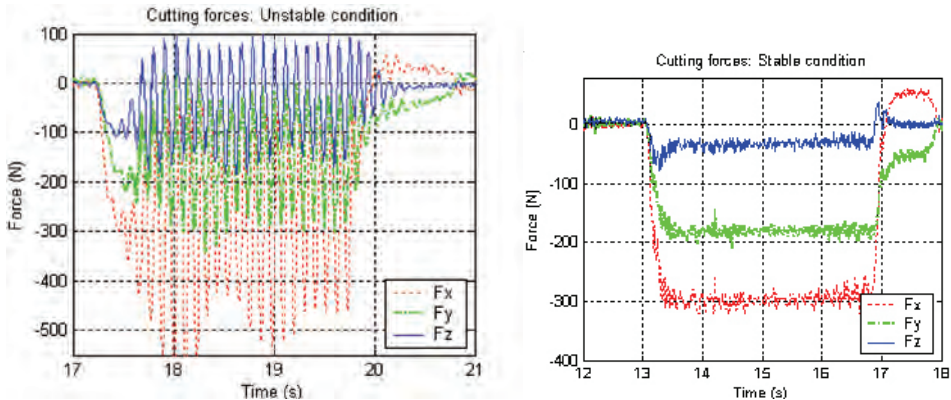 Cutting forces: Unstable condition
100
0
-100
-200
-300
-400
-500
Force (N)
Fx
Fy
Fz
17
18
19
20
21
Time (s)
Cutting forces: Stable condition
0
-100
-200
-300
-400
Force [N]
Fx
Fy
Fz
12
13
14
15
16
17
18
Time (s)